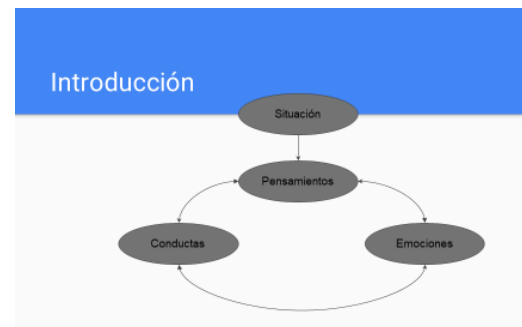 Introducción
Situación
Pensamientos
Conductas
Emociones